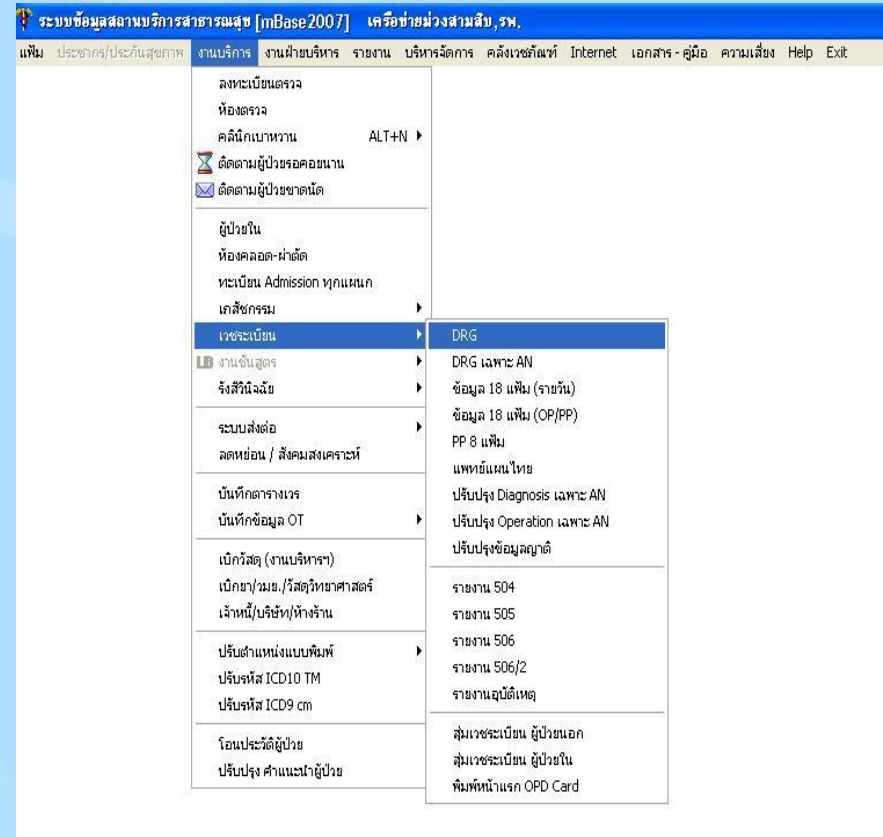 ระบบข้อมูลสถานบริการสาธารณสุข [mBase2007] เครือข่ายม่วงสามสิบ,รพ.
แฟ้ม ประชากร/ประกันสุขภาพ งานบริการ งานฝ่ายบริหาร รายงาน บริหารจัดการ คลังเวชภัณฑ์ Internet เอกสาร - คู่มือ ความเสี่ยง Help Exit
ลงทะเบียนตรวจ
ห้องตรวจ
คลินิกเบาหวาน ALT+N
ติดตามผู้ป่วยรอคอยนาน
ติดตามผู้ป่วยขาดนัด
ผู้ป่วยใน
ห้องคลอด-ผ่าตัด
ทะเบียน Admission ทุกแผนก
เภสัชกรรม
เวชระเบียน
งานชันสูตร
รังสีวินิจฉัย
ระบบส่งต่อ
ลดหย่อน / สังคมสงเคราะห์
บันทึกตารางเวร
บันทึกข้อมูล OT
เบิกวัสดุ (งานบริหารฯ)
เบิกยา/วมย./วัสดุวิทยาศาสตร์
เจ้าหนี้/บริษัท/ห้างร้าน
ปรับตำแหน่งแบบพิมพ์
ปรับรหัส ICD10 TM
ปรับรหัส ICD9 cm
โอนประวัติผู้ป่วย
ปรับปรุง คำแนะนำผู้ป่วย
DRG
DRG เฉพาะ AN
ข้อมูล 18 แฟ้ม (รายวัน)
ข้อมูล 18 แฟ้ม (OP/PP)
PP 8 แฟ้ม
แพทย์แผนไทย
ปรับปรุง Diagnosis เฉพาะ AN
ปรับปรุง Operation เฉพาะ AN
ปรับปรุงข้อมูลญาติ
รายงาน 504
รายงาน 505
รายงาน 506
รายงาน 506/2
รายงานอุบัติเหตุ
สุ่มเวชระเบียน ผู้ป่วยนอก
สุ่มเวชระเบียน ผู้ป่วยใน
พิมพ์หน้าแรก OPD Card